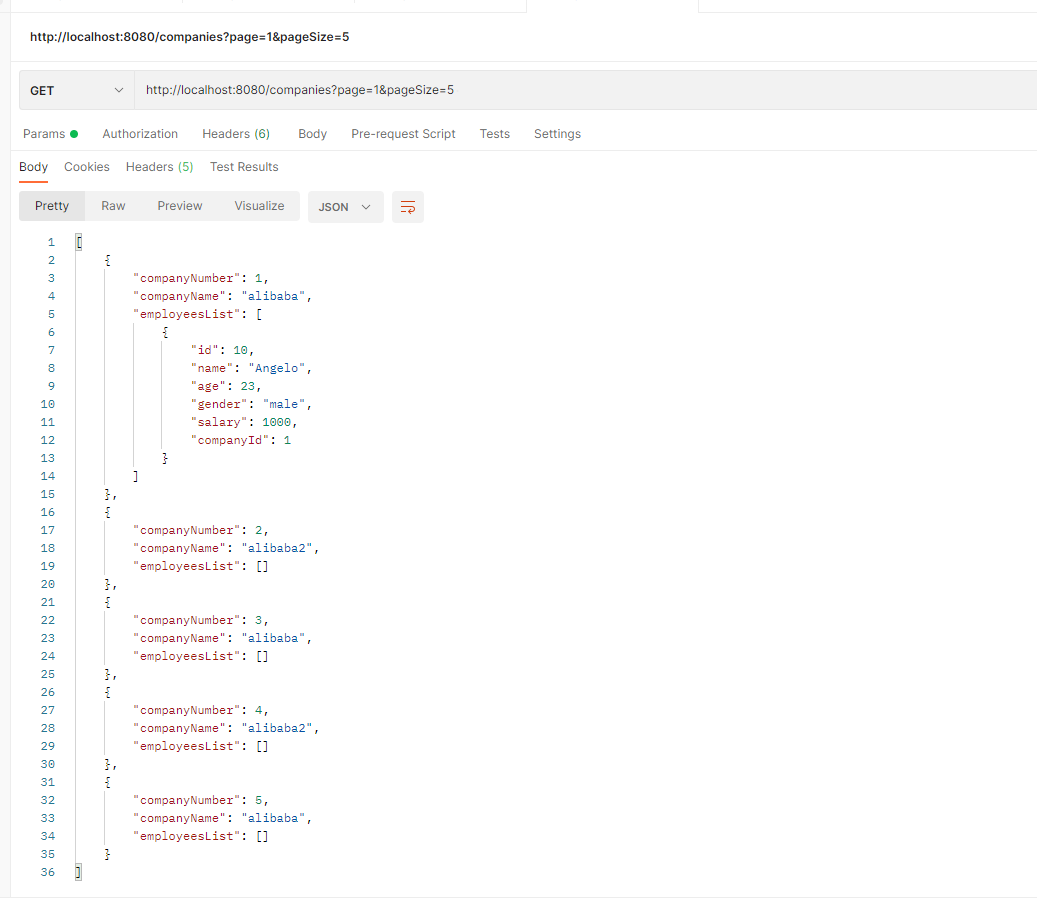 http://localhost:8080/companies?page=1&pageSize=5
GET http://localhost:8080/companies?page=1&pageSize=5
Params Authorization Headers (6) Body Pre-request Script Tests Settings
Body Cookies Headers (5) Test Results
Pretty Raw Preview Visualize JSON
1 [
2 {
3 "companyNumber": 1,
4 "companyName": "alibaba",
5 "employeesList": [
6 {
7 "id": 10,
8 "name": "Angelo",
9 "age": 23,
10 "gender": "male",
11 "salary": 1000,
12 "companyId": 1
13 }
14 ]
15 },
16 {
17 "companyNumber": 2,
18 "companyName": "alibaba2",
19 "employeesList": []
20 },
21 {
22 "companyNumber": 3,
23 "companyName": "alibaba",
24 "employeesList": []
25 },
26 {
27 "companyNumber": 4,
28 "companyName": "alibaba2",
29 "employeesList": []
30 },
31 {
32 "companyNumber": 5,
33 "companyName": "alibaba",
34 "employeesList": []
35 }
36 ]